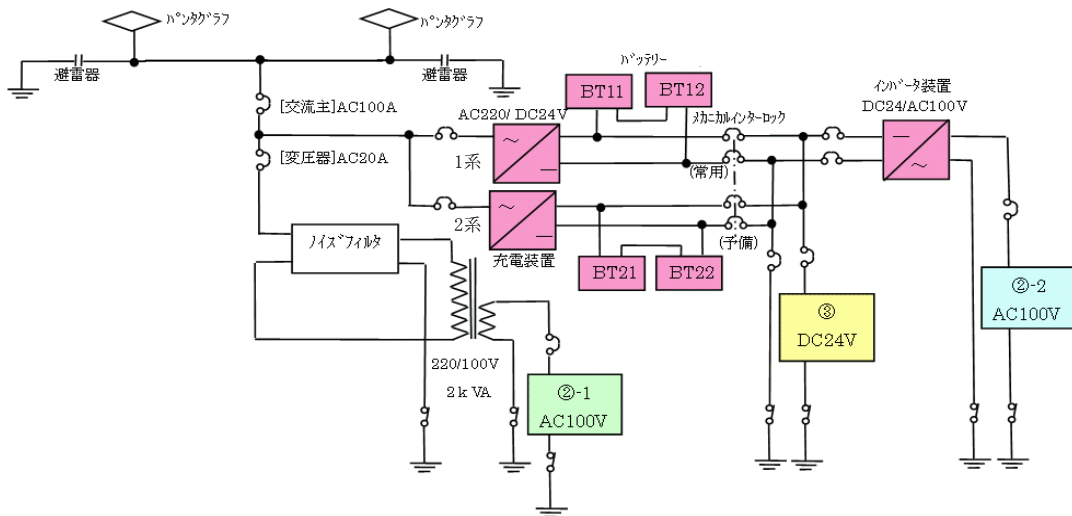 ﾊﾟﾝﾀｸﾞﾗﾌ
ﾊﾟﾝﾀｸﾞﾗﾌ
避雷器
避雷器
[交流主]AC100A
[変圧器]AC20A
AC220/ DC24V
~
―
1系
~
―
2系
充電装置
ﾊﾞッテリー
BT11
BT12
BT21
BT22
ﾒｶﾆｶﾙインターロック
(常用)
(予備)
ｲﾝﾊﾞｰﾀ装置
DC24/AC100V
―
~
ﾉｲｽﾞﾌｨﾙﾀ
220/100V
2ｋVA
②-1
AC100V
③
DC24V
②-2
AC100V